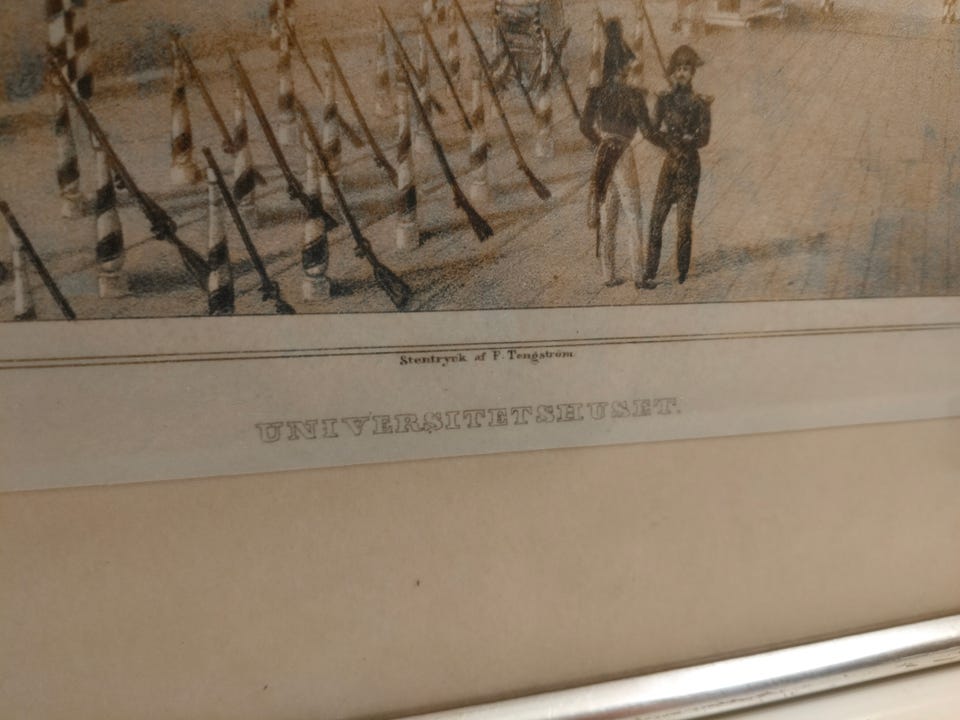 Stentryck af F. Tengström
UNIVERSITETSHUSET.